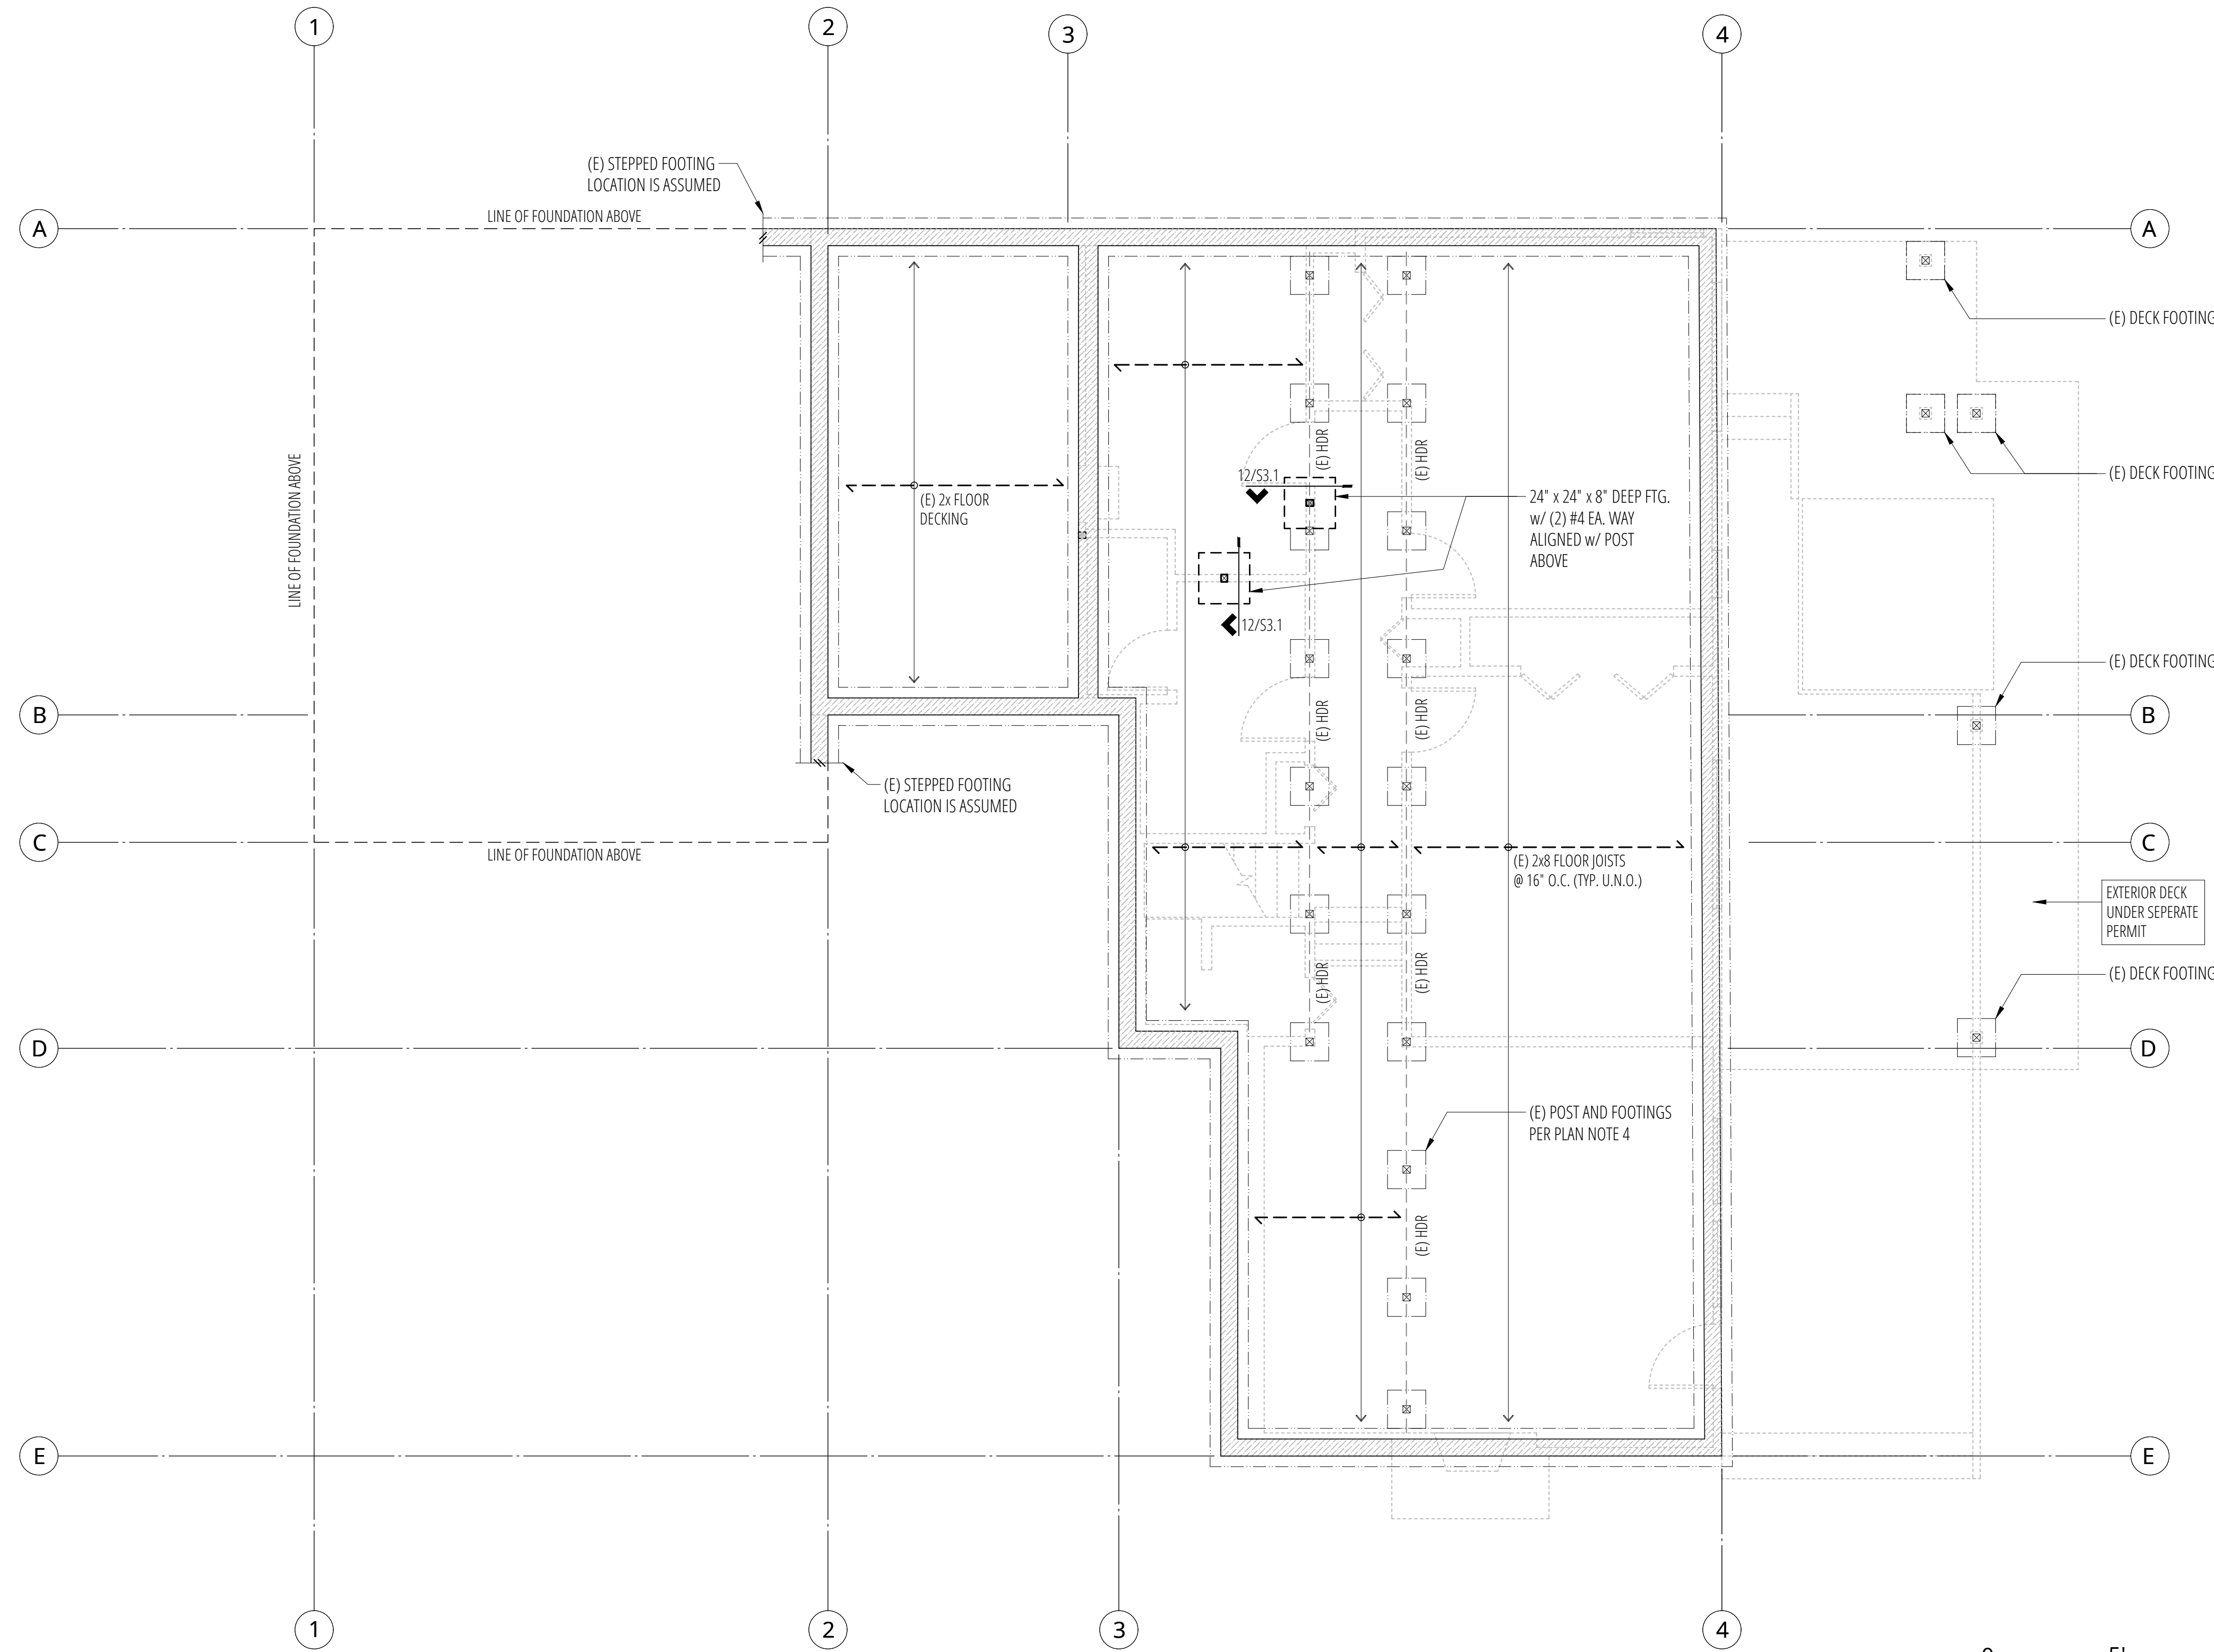 1
2
3
4
(E) STEPPED FOOTING
LOCATION IS ASSUMED
LINE OF FOUNDATION ABOVE
A
A
(E) DECK FOOTING
LINE OF FOUNDATION ABOVE
(E) HDR
(E) HDR
(E) DECK FOOTING
12/S3.1
(E) 2x FLOOR
DECKING
24" x 24" x 8" DEEP FTG.
w/ (2) #4 EA. WAY
ALIGNED w/ POST
ABOVE
12/S3.1
(E) DECK FOOTING
B
(E) HDR
(E) HDR
B
(E) STEPPED FOOTING
LOCATION IS ASSUMED
C
LINE OF FOUNDATION ABOVE
C
(E) 2x8 FLOOR JOISTS
@ 16" O.C. (TYP. U.N.O.)
EXTERIOR DECK
UNDER SEPERATE
PERMIT
(E) HDR
(E) HDR
(E) DECK FOOTING
D
D
(E) POST AND FOOTINGS
PER PLAN NOTE 4
(E) HDR
E
E
1
2
3
4
0
5'